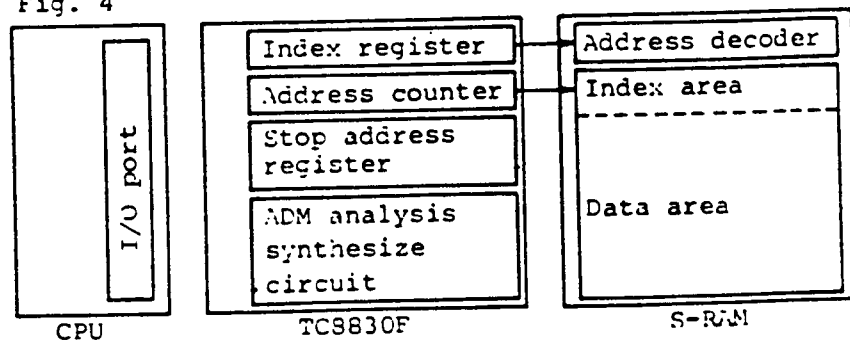 Fig. 4
Index register
Address counter
Stop address
register
ADM analysis
synthesize
circuit
I/O port
Address decoder
Index area
Data area
CPU
TC8830F
S-RAM